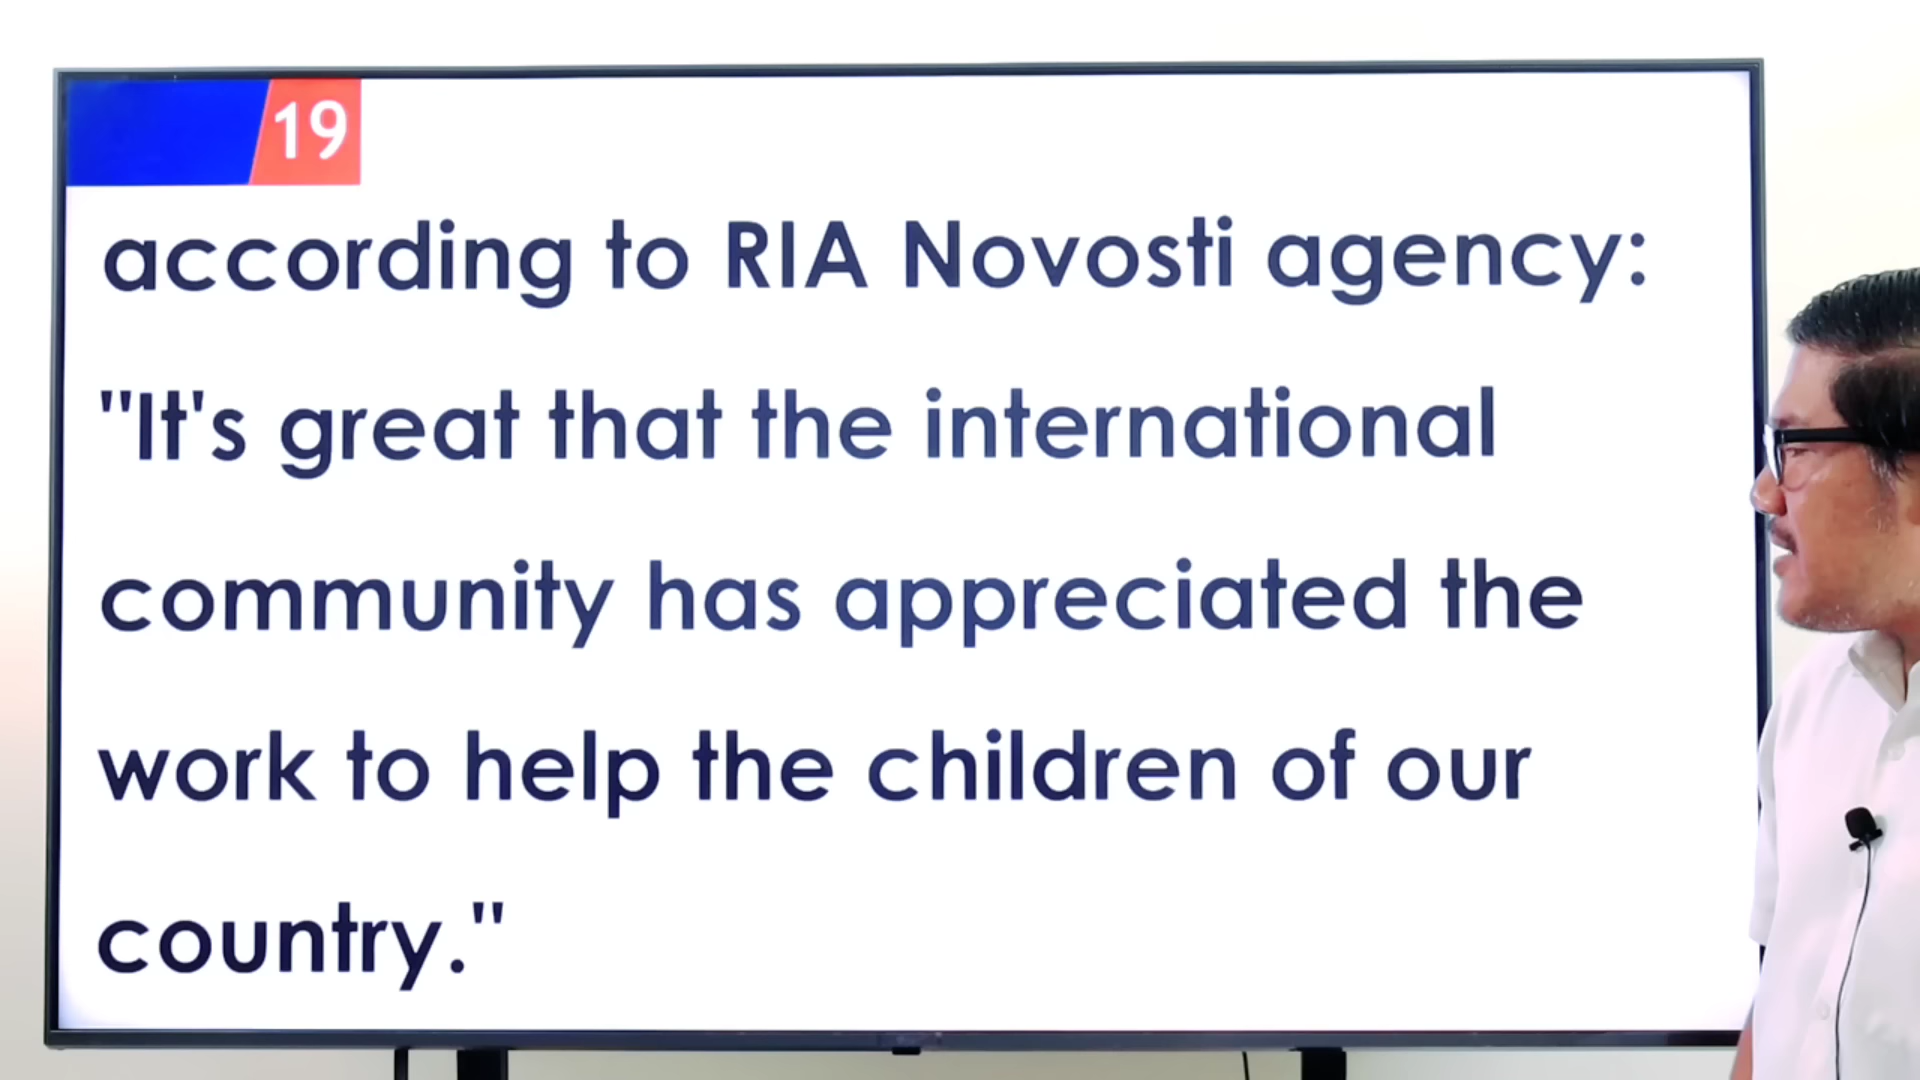 19
according to RIA Novosti agency:
"It's great that the international
community has appreciated the
work to help the children of our
country."